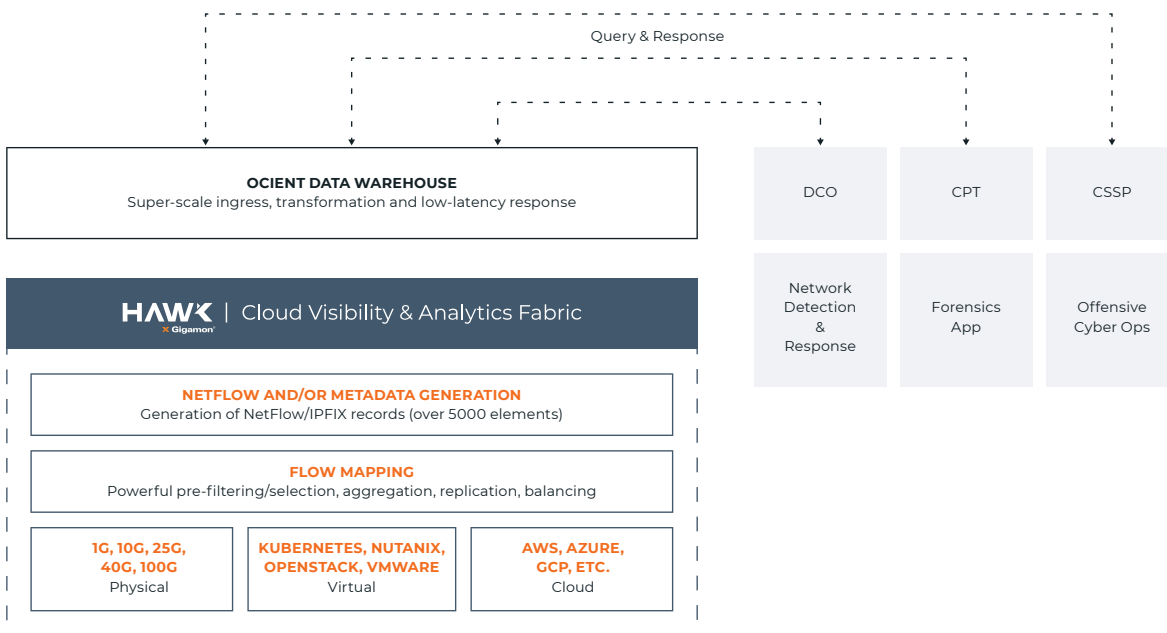 Query & Response
OCIENT DATA WAREHOUSE
Super-scale ingress, transformation and low-latency response
DCO
CPT
CSSP
Network
Detection
&
Response
Forensics
App
Offensive
Cyber Ops
HAWK | Cloud Visibility & Analytics Fabric
Gigamon®
NETFLOW AND/OR METADATA GENERATION
Generation of NetFlow/IPFIX records (over 5000 elements)
FLOW MAPPING
Powerful pre-filtering/selection, aggregation, replication, balancing
1G, 10G, 25G,
40G, 100G
Physical
KUBERNETES, NUTANIX,
OPENSTACK, VMWARE
Virtual
AWS, AZURE,
GCP, ETC.
Cloud